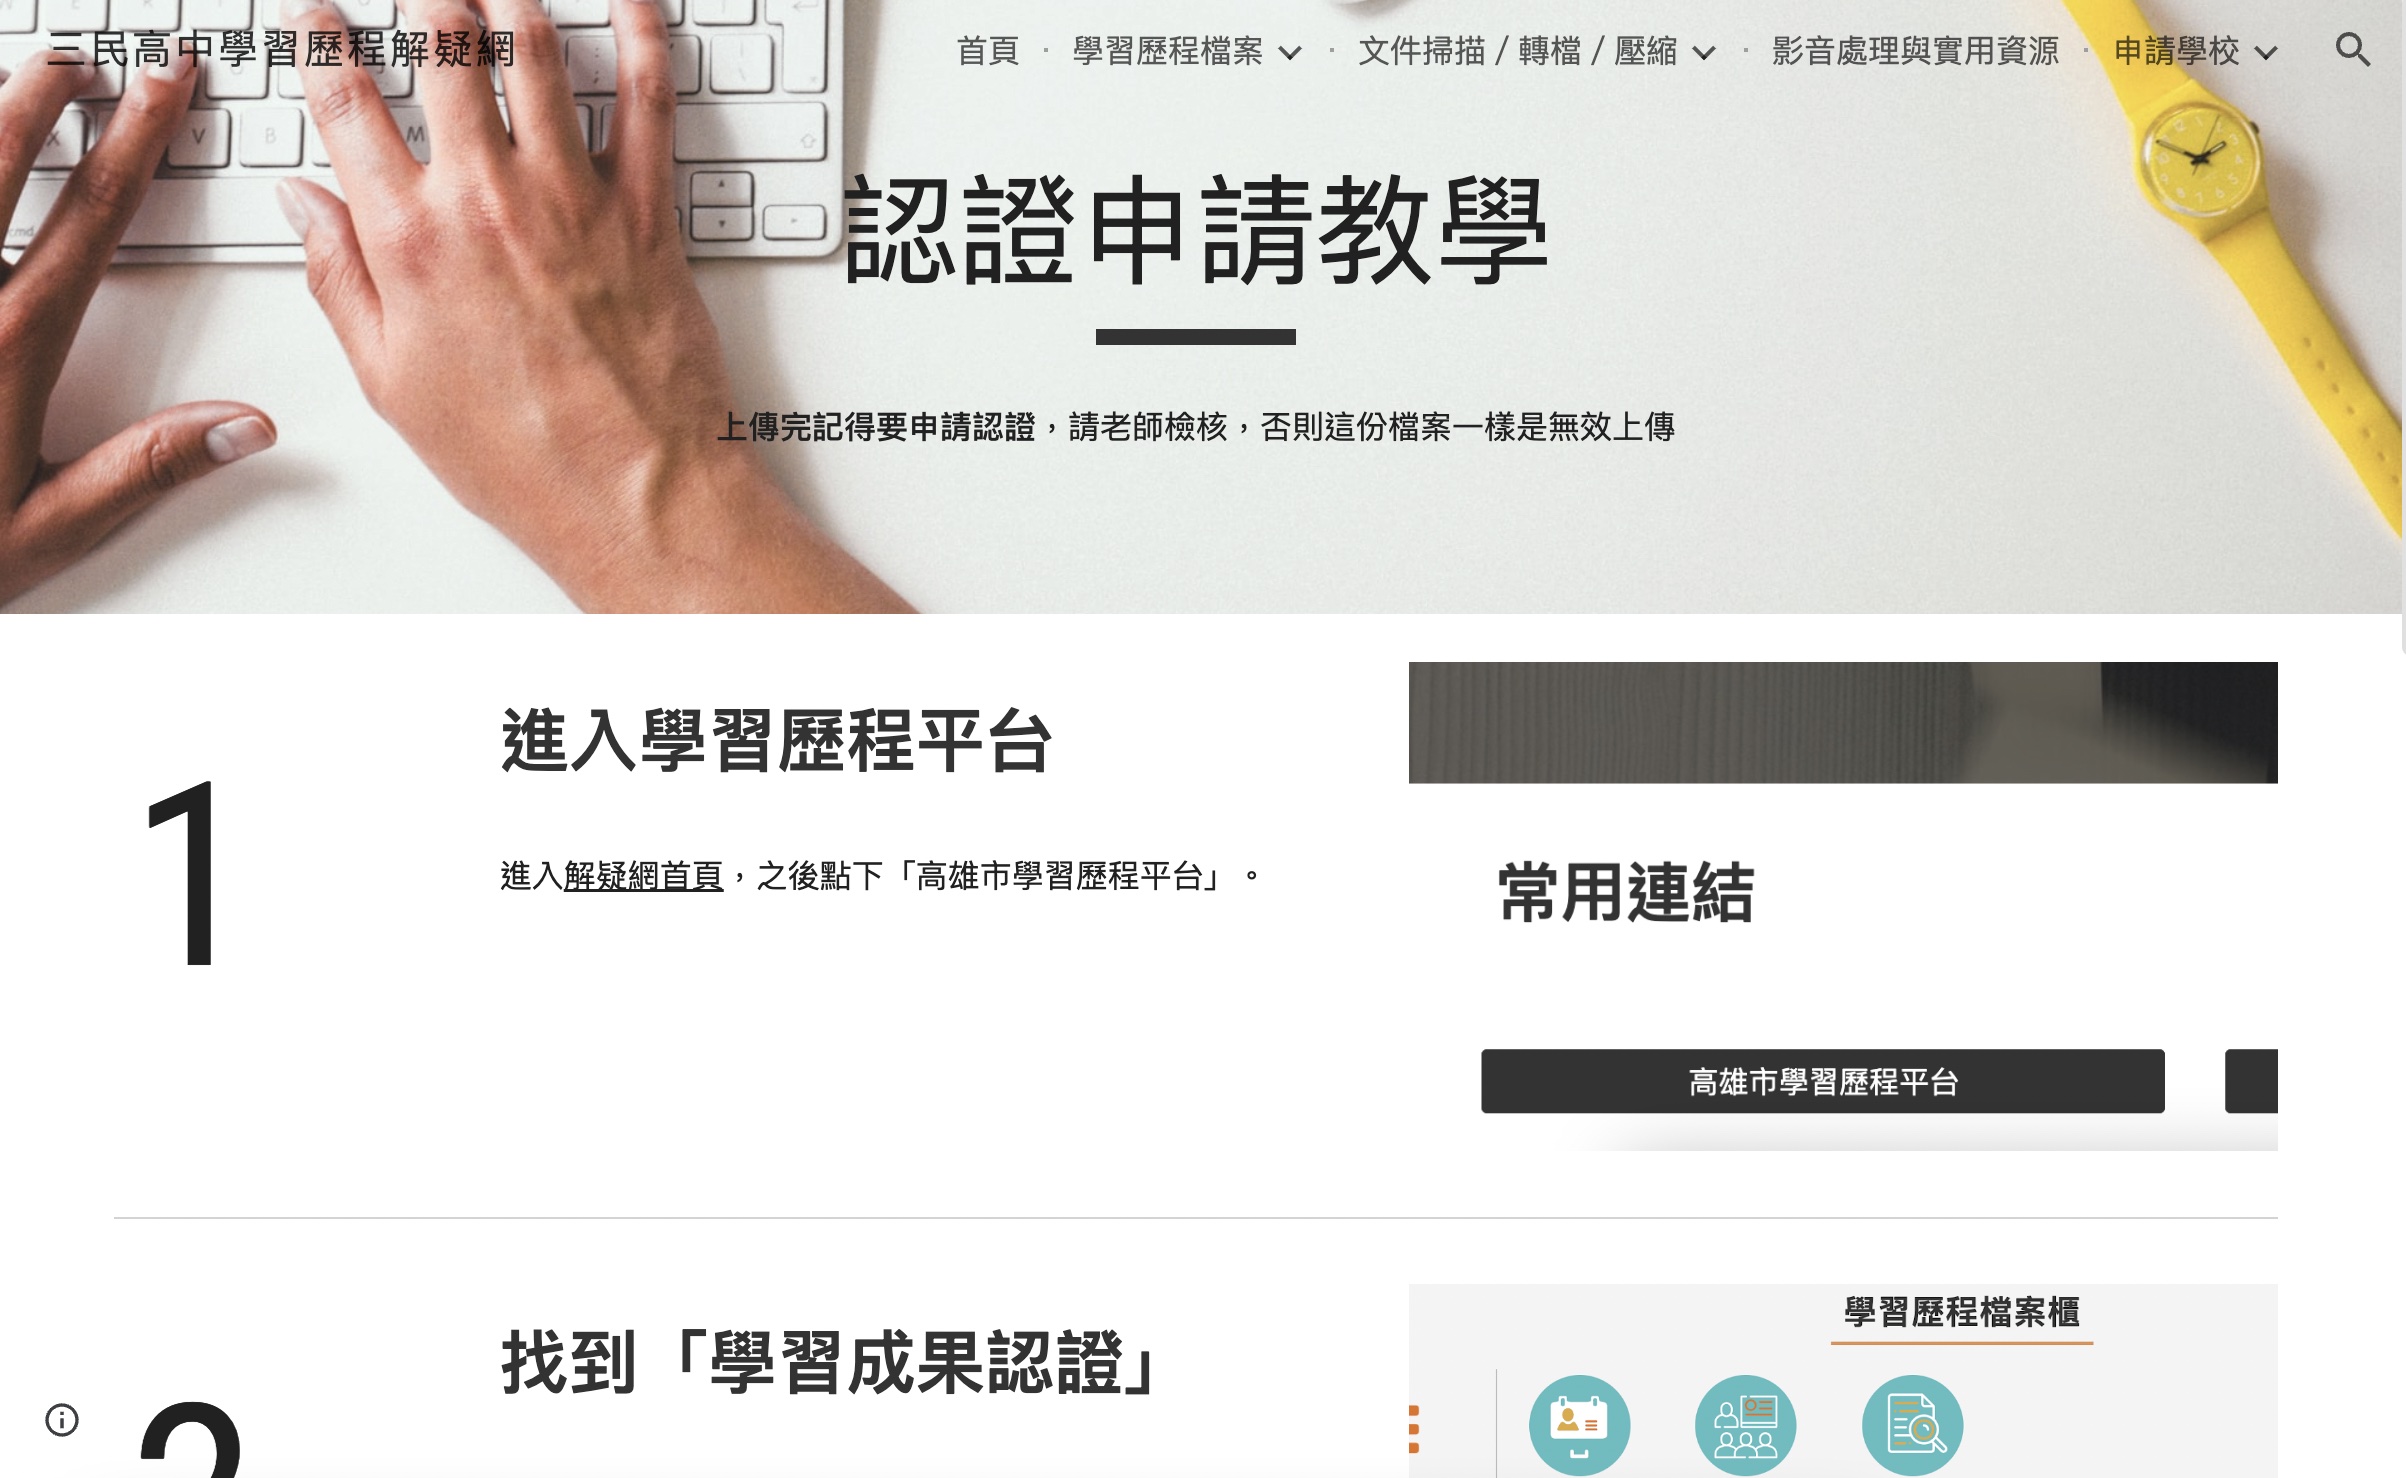 三民高中學習歷程解疑網
首頁
學習歷程檔案
文件掃描 / 轉檔 / 壓縮
影音處理與實用資源
申請學校
認證申請教學
上傳完記得要申請認證，請老師檢核，否則這份檔案一樣是無效上傳
1
進入學習歷程平台
進入解疑網首頁，之後點下「高雄市學習歷程平台」。
常用連結
高雄市學習歷程平台
2
找到「學習成果認證」
學習歷程檔案櫃